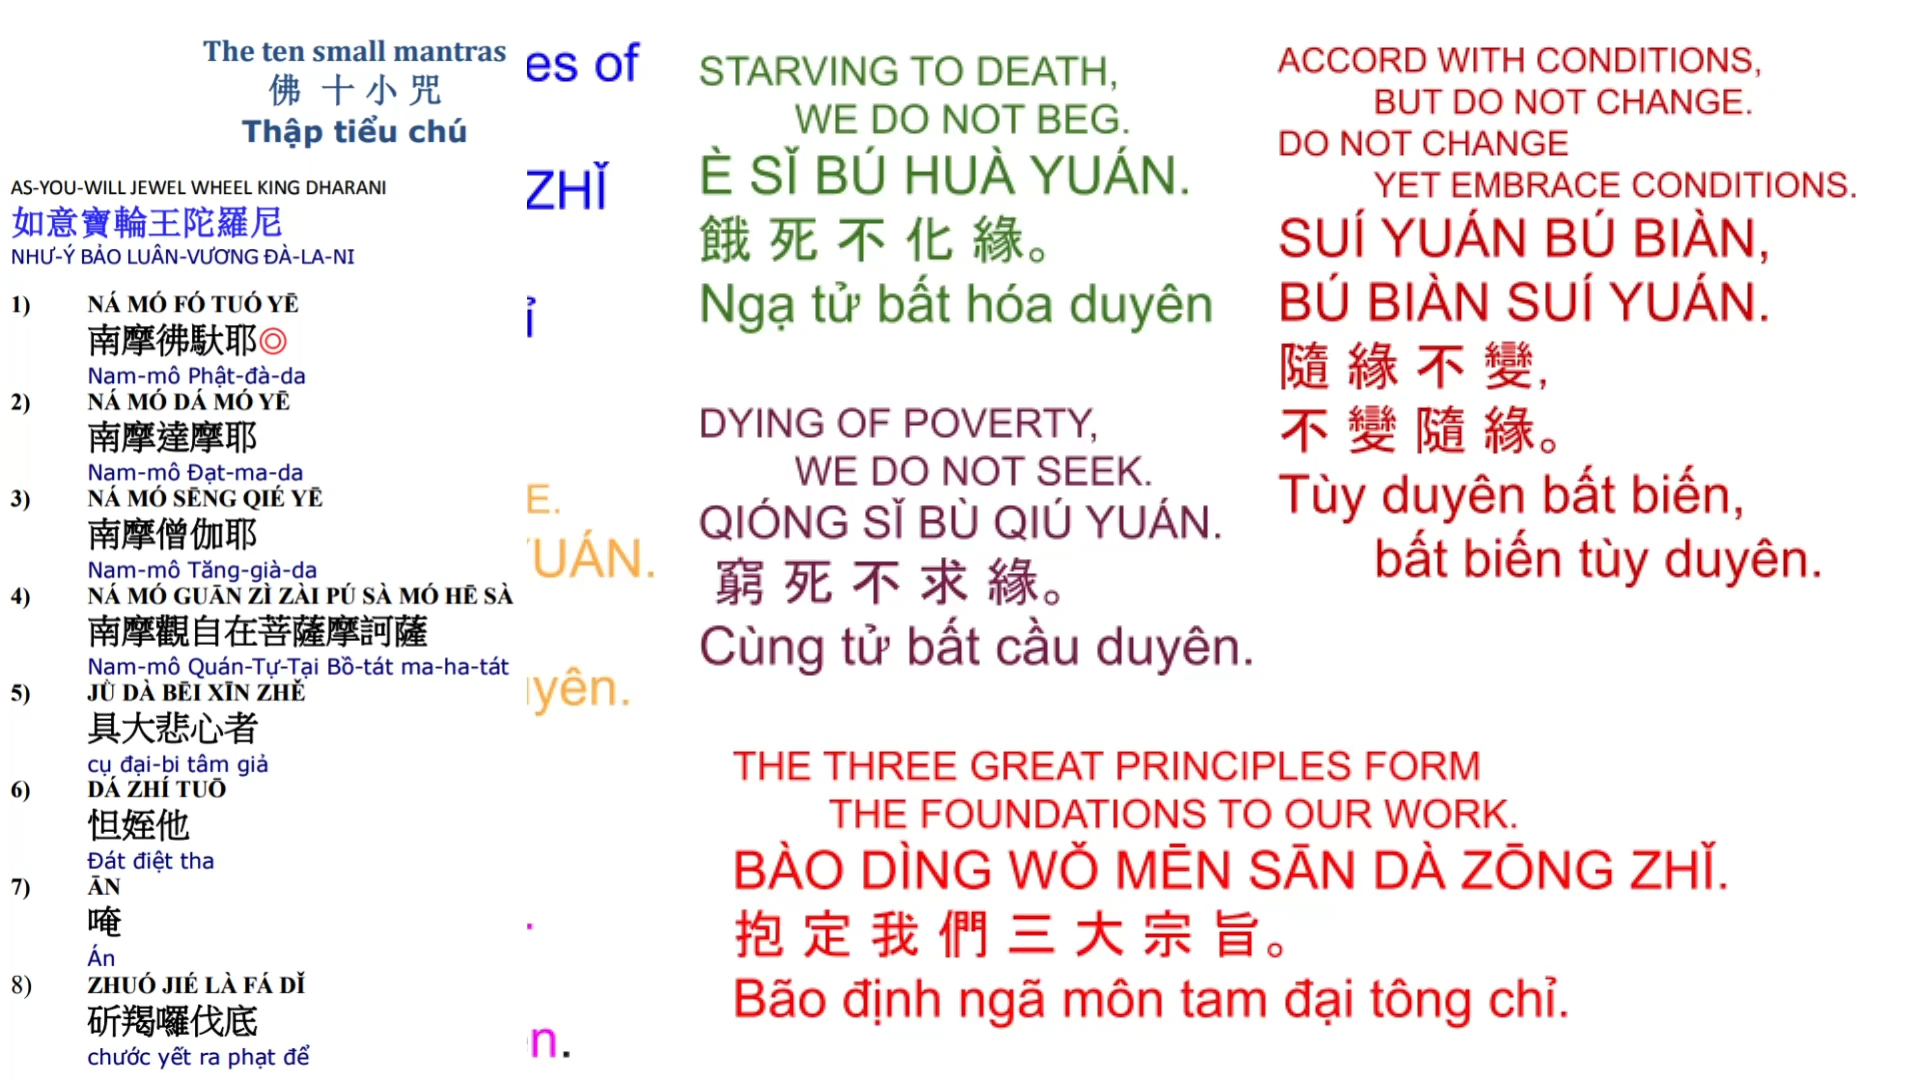 The ten small mantras
佛 十 小 咒
Thập tiểu chú
AS-YOU-WILL JEWEL WHEEL KING DHARANI
如意寶輪王陀羅尼
NHƯ-Ý BẢO LUÂN-VƯƠNG ĐÀ-LA-NI
1) NÁ MÓ FÓ TUÓ YĒ
南摩彿馱耶◎
Nam-mô Phật-đà-da
2) NÁ MÓ DÁ MÓ YĒ
南摩達摩耶
Nam-mô Đạt-ma-da
3) NÁ MÓ SĒNG QIÉ YĒ
南摩僧伽耶
Nam-mô Tăng-già-da
4) NÁ MÓ GUĀN ZÌ ZÀI PÚ SÀ MÓ HĒ SÀ
南摩觀自在菩薩摩訶薩
Nam-mô Quán-Tự-Tại Bồ-tát ma-ha-tát
5) JÙ DÀ BĒI XĪN ZHĚ
具大悲心者
cụ đại-bi tâm giả
6) DÁ ZHÍ TUŌ
怛姪他
Đát điệt tha
7) ĀN
唵
Án
8) ZHUÓ JIÉ LÀ FÁ DǏ
斫羯囉伐底
chước yết ra phạt để
es of
ZHǏ
E.
YUÁN.
yên.
n.
STARVING TO DEATH,
WE DO NOT BEG.
È SǏ BÚ HUÀ YUÁN.
餓 死 不 化 緣。
Ngạ tử bất hóa duyên
DYING OF POVERTY,
WE DO NOT SEEK.
QIÓNG SǏ BÙ QIÚ YUÁN.
窮 死 不 求 緣。
Cùng tử bất cầu duyên.
ACCORD WITH CONDITIONS,
BUT DO NOT CHANGE.
DO NOT CHANGE
YET EMBRACE CONDITIONS.
SUÍ YUÁN BÚ BIÀN,
BÚ BIÀN SUÍ YUÁN.
隨 緣 不 變,
不 變 隨 緣。
Tùy duyên bất biến,
bất biến tùy duyên.
THE THREE GREAT PRINCIPLES FORM
THE FOUNDATIONS TO OUR WORK.
BÀO DÌNG WǑ MĒN SĀN DÀ ZŌNG ZHǏ.
抱 定 我 們 三 大 宗 旨。
Bão định ngã môn tam đại tông chỉ.